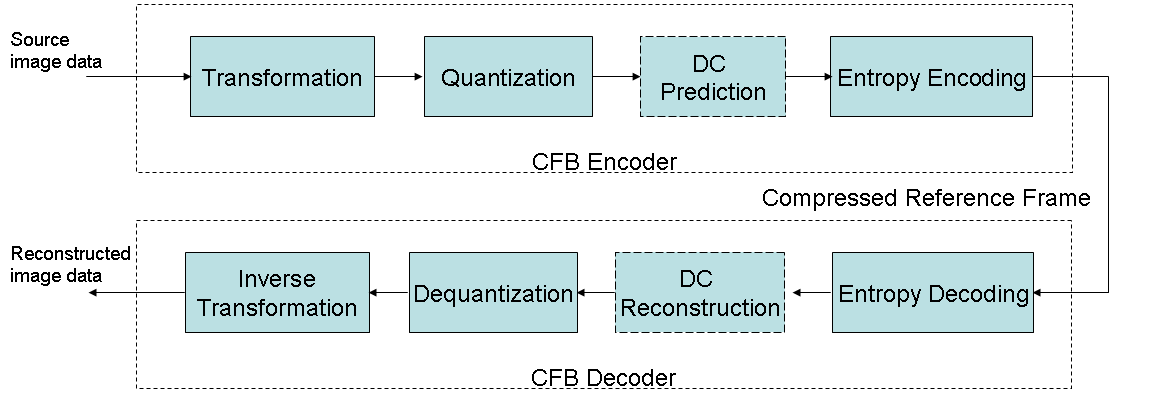 Source
image data
Transformation
Quantization
DC
Prediction
Entropy Encoding
CFB Encoder
Compressed Reference Frame
Reconstructed
image data
Inverse
Transformation
Dequantization
DC
Reconstruction
Entropy Decoding
CFB Decoder